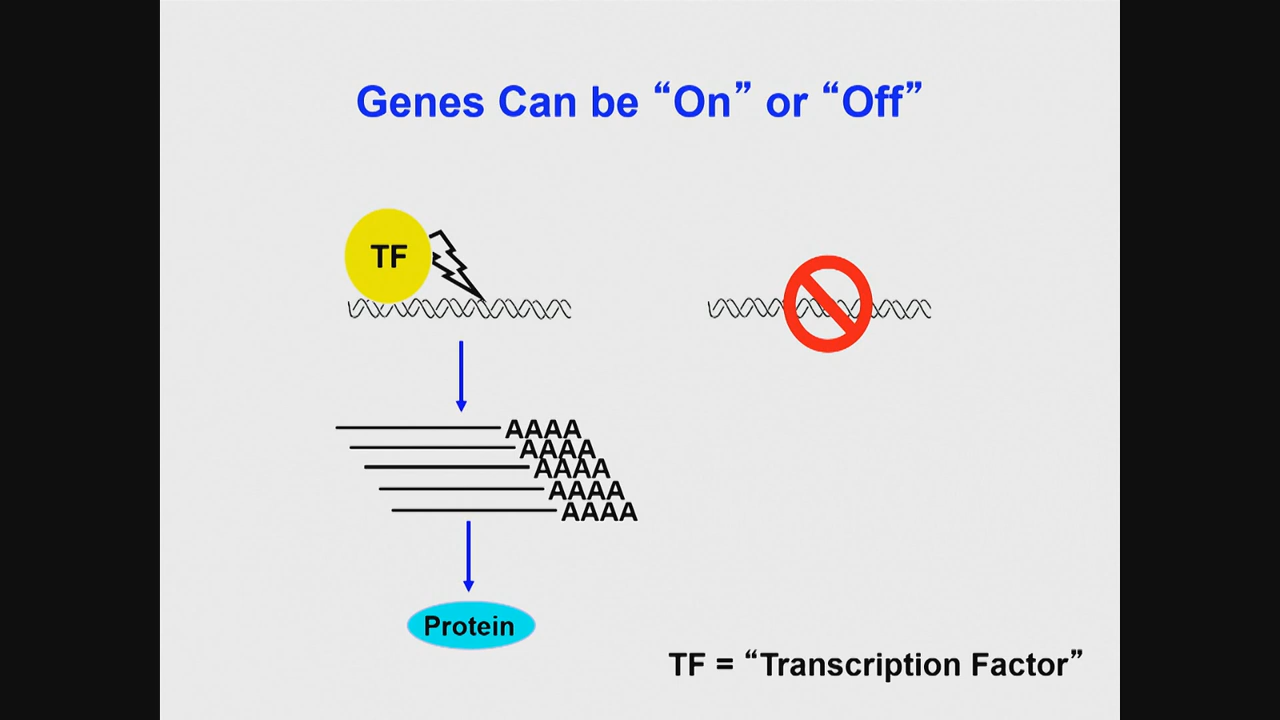 Genes Can be “On” or “Off”
TF
AAAA
AAAA
AAAA
AAAA
AAAA
Protein
TF = “Transcription Factor”